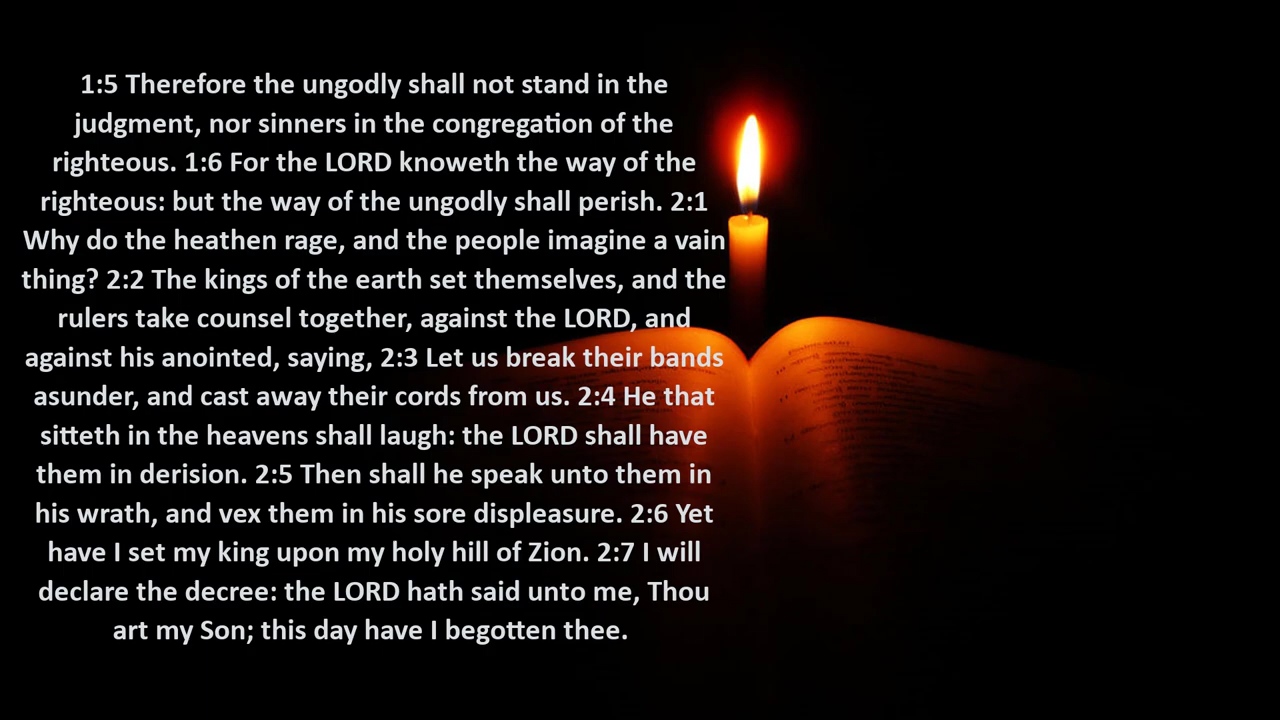 1:5 Therefore the ungodly shall not stand in the
judgment, nor sinners in the congregation of the
righteous. 1:6 For the LORD knoweth the way of the
righteous: but the way of the ungodly shall perish. 2:1
Why do the heathen rage, and the people imagine a vain
thing? 2:2 The kings of the earth set themselves, and the
rulers take counsel together, against the LORD, and
against his anointed, saying, 2:3 Let us break their bands
asunder, and cast away their cords from us. 2:4 He that
sitteth in the heavens shall laugh: the LORD shall have
them in derision. 2:5 Then shall he speak unto them in
his wrath, and vex them in his sore displeasure. 2:6 Yet
have I set my king upon my holy hill of Zion. 2:7 I will
declare the decree: the LORD hath said unto me, Thou
art my Son; this day have I begotten thee.